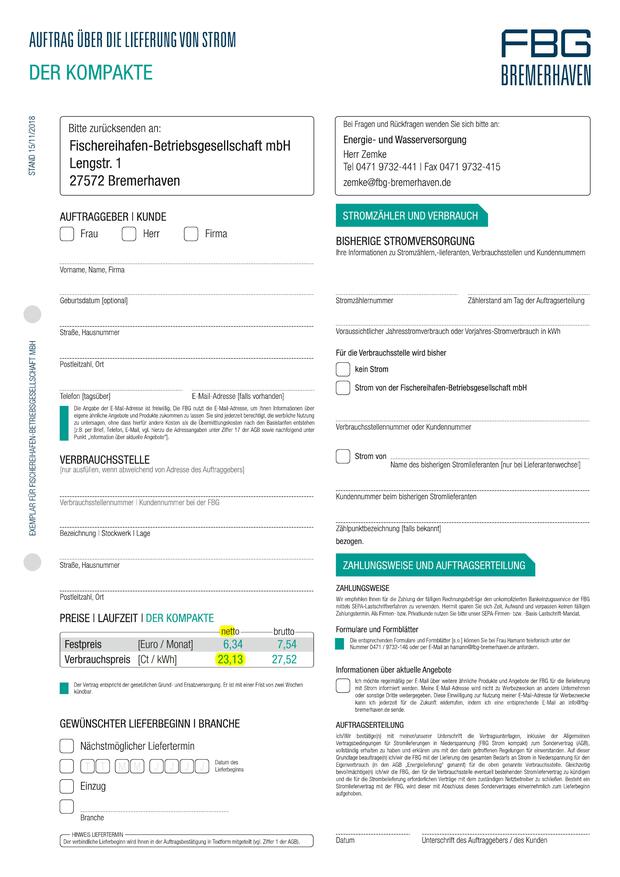 AUFTRAG ÜBER DIE LIEFERUNG VON STROM
DER KOMPAKTE
FBG
BREMERHAVEN
STAND 15/11/2018
EXEMPLAR FÜR FISCHEREIHAFEN-BETRIEBSGESELLSCHAFT MBH
Bitte zurücksenden an:
Fischereihafen-Betriebsgesellschaft mbH
Lengstr. 1
27572 Bremerhaven
AUFTRAGGEBER | KUNDE
Frau Herr Firma
Vorname, Name, Firma
Geburtsdatum [optional]
Straße, Hausnummer
Postleitzahl, Ort
Telefon [tagsüber] E-Mail-Adresse [falls vorhanden]
Die Angabe der E-Mail-Adresse ist freiwillig. Die FBG nutzt die E-Mail-Adresse, um Ihnen Informationen über
eigene ähnliche Angebote und Produkte zukommen zu lassen. Sie sind jederzeit berechtigt, die werbliche Nutzung
zu untersagen, ohne dass hierfür andere Kosten als die Übermittlungskosten nach den Basistarifen entstehen
[z.B. per Brief, Telefon, E-Mail, vgl. hierzu die Adressangaben unter Ziffer 17 der AGB sowie nachfolgend unter
Punkt „Information über aktuelle Angebote“].
VERBRAUCHSSTELLE
[nur ausfüllen, wenn abweichend von Adresse des Auftraggebers]
Verbrauchsstellennummer | Kundennummer bei der FBG
Bezeichnung | Stockwerk | Lage
Straße, Hausnummer
Postleitzahl, Ort
PREISE | LAUFZEIT | DER KOMPAKTE
netto brutto
Festpreis [Euro / Monat] 6,34 7,54
Verbrauchspreis [Ct / kWh] 23,13 27,52
Der Vertrag entspricht der gesetzlichen Grund- und Ersatzversorgung. Er ist mit einer Frist von zwei Wochen
kündbar.
GEWÜNSCHTER LIEFERBEGINN | BRANCHE
Nächstmöglicher Liefertermin
T T M M J J J J Datum des
Lieferbeginns
Einzug
Branche
HINWEIS LIEFERTERMIN
Der verbindliche Lieferbeginn wird Ihnen in der Auftragsbestätigung in Textform mitgeteilt (vgl. Ziffer 1 der AGB).
Bei Fragen und Rückfragen wenden Sie sich bitte an:
Energie- und Wasserversorgung
Herr Zemke
Tel 0471 9732-441 | Fax 0471 9732-415
zemke@fbg-bremerhaven.de
STROMZÄHLER UND VERBRAUCH
BISHERIGE STROMVERSORGUNG
Ihre Informationen zu Stromzählern,-lieferanten, Verbrauchsstellen und Kundennummern
Stromzählernummer Zählerstand am Tag der Auftragserteilung
Voraussichtlicher Jahresstromverbrauch oder Vorjahres-Stromverbrauch in kWh
Für die Verbrauchsstelle wird bisher
kein Strom
Strom von der Fischereihafen-Betriebsgesellschaft mbH
Verbrauchsstellennummer oder Kundennummer
Strom von
Name des bisherigen Stromlieferanten [nur bei Lieferantenwechsel]
Kundennummer beim bisherigen Stromlieferanten
Zählpunktbezeichnung [falls bekannt]
bezogen.
ZAHLUNGSWEISE UND AUFTRAGSERTEILUNG
ZAHLUNGSWEISE
Wir empfehlen Ihnen für die Zahlung der fälligen Rechnungsbeträge den unkomplizierten Bankeinzugsservice der FBG
mittels SEPA-Lastschriftverfahren zu verwenden. Hiermit sparen Sie sich Zeit, Aufwand und verpassen keinen fälligen
Zahlungstermin. Als Firmen- bzw. Privatkunde nutzen Sie bitte unser SEPA-Firmen- bzw. -Basis-Lastschrift-Mandat.
Formulare und Formblätter
Die entsprechenden Formulare und Formblätter [s.o.] können Sie bei Frau Hamann telefonisch unter der
Nummer 0471 / 9732-146 oder per E-Mail an hamann@fbg-bremerhaven.de anfordern.
Informationen über aktuelle Angebote
Ich möchte regelmäßig per E-Mail über weitere ähnliche Produkte und Angebote der FBG für die Belieferung
mit Strom informiert werden. Meine E-Mail-Adresse wird nicht zu Werbezwecken an andere Unternehmen
oder sonstige Dritte weitergegeben. Diese Einwilligung zur Nutzung meiner E-Mail-Adresse für Werbezwecke
kann ich jederzeit für die Zukunft widerrufen, indem ich eine entsprechende E-Mail an info@fbg-
bremerhaven.de sende.
AUFTRAGSERTEILUNG
Ich/Wir bestätige(n) mit meiner/unserer Unterschrift die Vertragsunterlagen, inklusive der Allgemeinen
Vertragsbedingungen für Stromlieferungen in Niederspannung (FBG Strom kompakt) zum Sondervertrag (AGB),
vollständig erhalten zu haben und erklären uns mit den darin getroffenen Regelungen für einverstanden. Auf dieser
Grundlage beauftrage(n) ich/wir die FBG mit der Lieferung des gesamten Bedarfs an Strom in Niederspannung für den
Eigenverbrauch (in den AGB „Energielieferung“ genannt) für die oben genannte Verbrauchsstelle. Gleichzeitig
bevollmächtige(n) ich/wir die FBG, den für die Verbrauchsstelle eventuell bestehenden Stromliefervertrag zu kündigen
und die für die Stromlieferung erforderlichen Verträge mit dem zuständigen Netzbetreiber zu schließen. Besteht ein
Stromliefervertrag mit der FBG, wird dieser mit Abschluss dieses Sondervertrages einvernehmlich zum Lieferbeginn
aufgehoben.
Datum Unterschrift des Auftraggebers / des Kunden